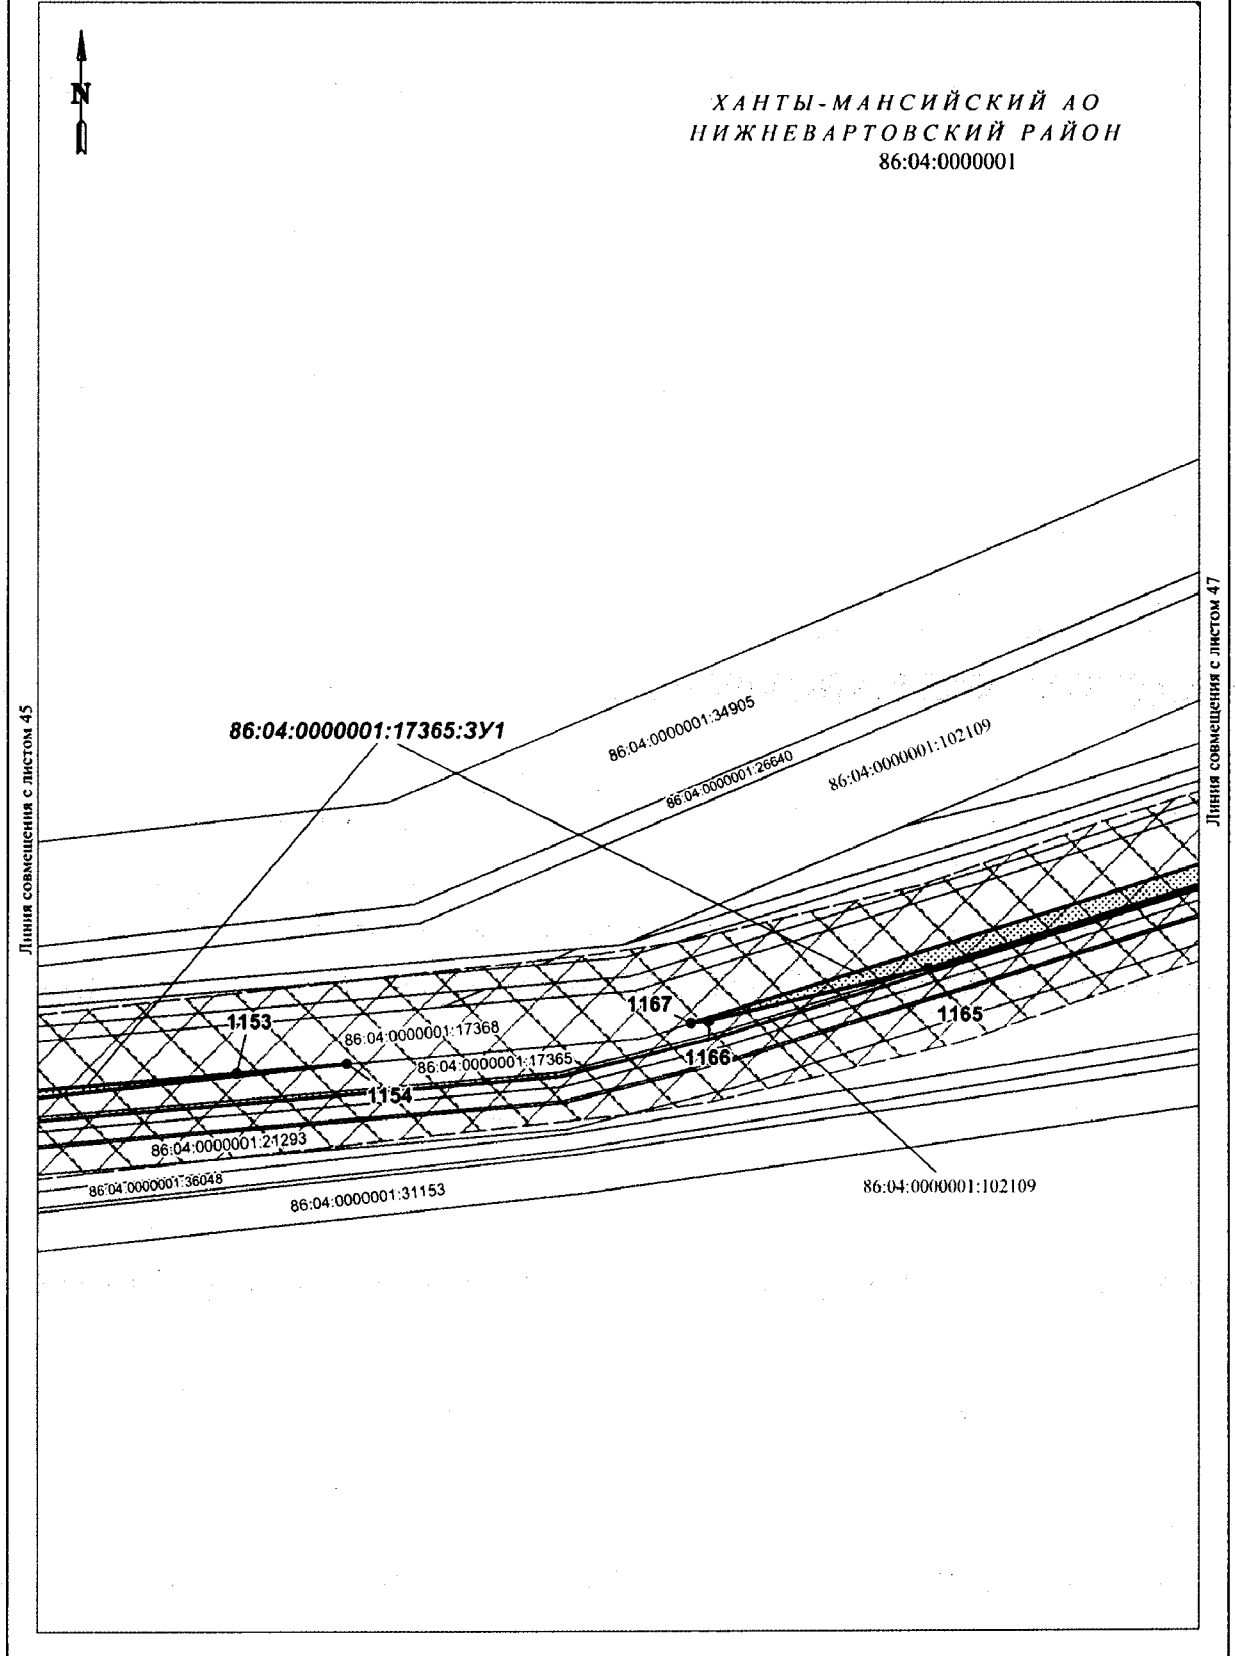 N
ХАНТЫ-МАНСИЙСКИЙ АО
НИЖНЕВАРТОВСКИЙ РАЙОН
86:04:0000001
Линия совмещения с листом 45
Линия совмещения с листом 47
86:04:0000001:17365:ЗУ1
86:04:0000001:34905
86:04:0000001:26640
86:04:0000001:102109
1153
1167
86:04:0000001:17368
1165
86:04:0000001:17365
1166
1154
86:04:0000001:21293
86:04:0000001:36048
86:04:0000001:31153
86:04:0000001:102109